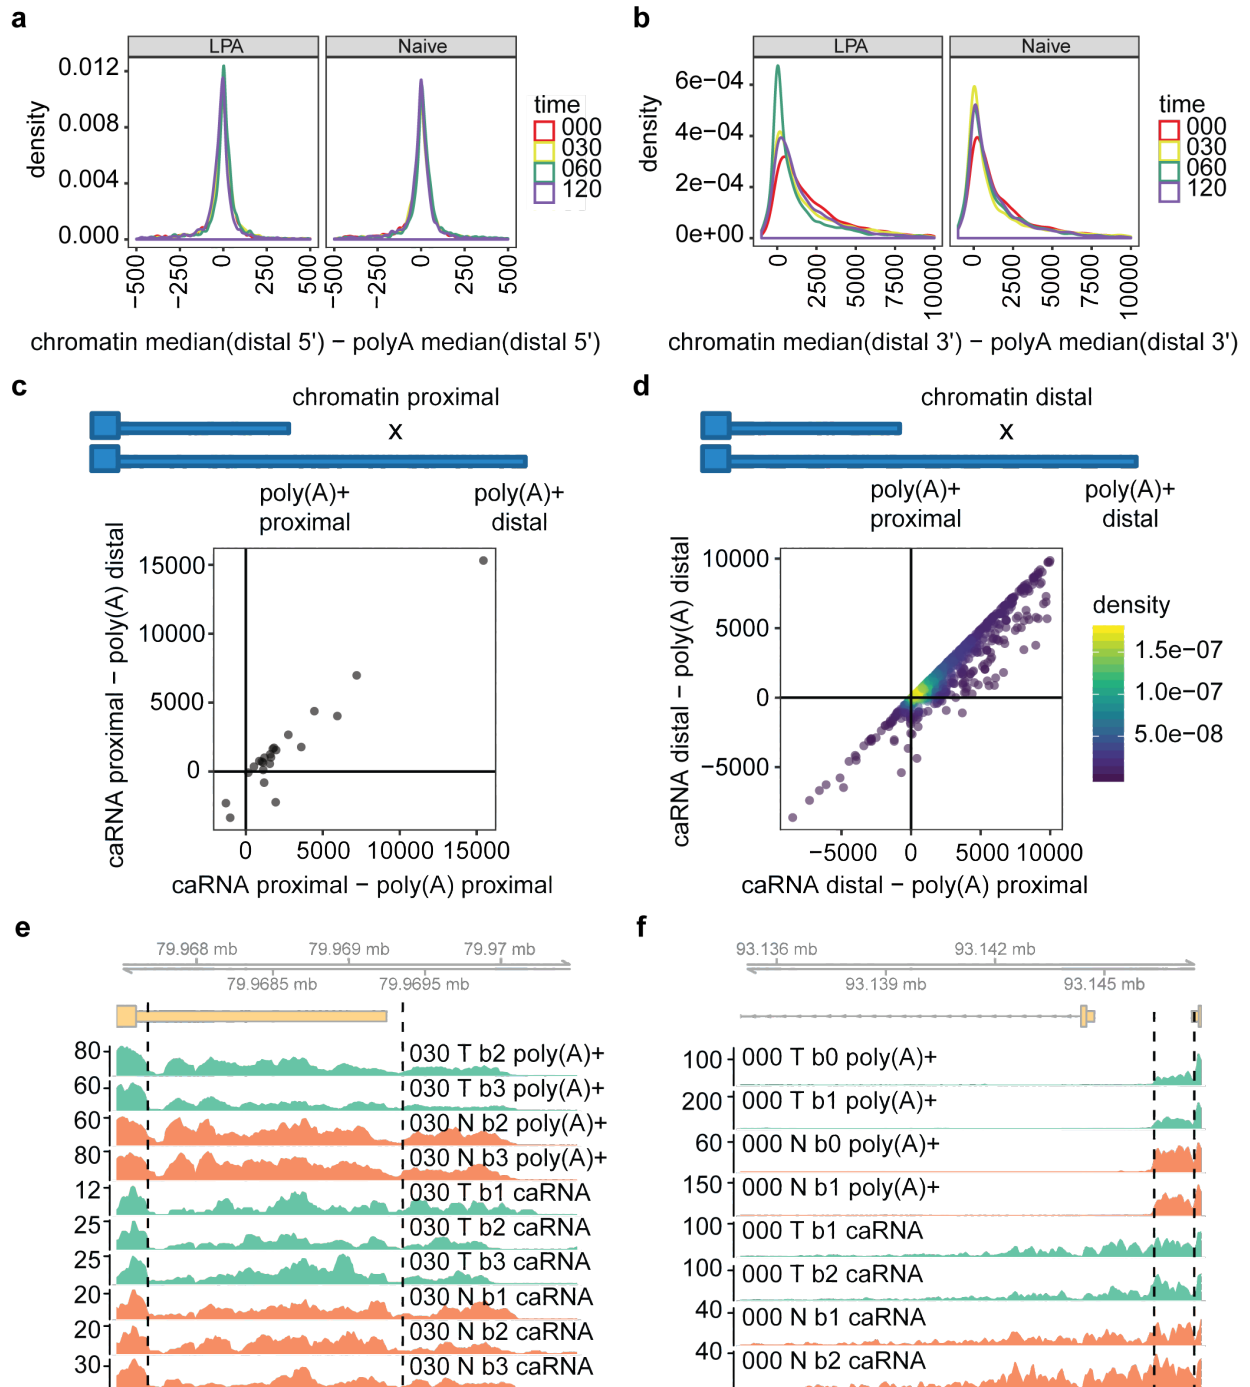 a
LPA
Naive
density
0.012
0.008
0.004
0.000
−500
−250
0
250
500
−500
−250
0
250
500
time
000
030
060
120
chromatin median(distal 5') − polyA median(distal 5')
b
LPA
Naive
density
6e−04
4e−04
2e−04
0e+00
0
2500
5000
7500
10000
0
2500
5000
7500
10000
time
000
030
060
120
chromatin median(distal 3') − polyA median(distal 3')
c
chromatin proximal
x
poly(A)+
proximal
poly(A)+
distal
caRNA proximal − poly(A) distal
15000
10000
5000
0
0
5000
10000
15000
caRNA proximal − poly(A) proximal
d
chromatin distal
x
poly(A)+
proximal
poly(A)+
distal
caRNA distal − poly(A) distal
10000
5000
0
−5000
−5000
0
5000
10000
caRNA distal − poly(A) proximal
density
1.5e−07
1.0e−07
5.0e−08
e
79.968 mb
79.969 mb
79.97 mb
79.9685 mb
79.9695 mb
80
030 T b2 poly(A)+
60
030 T b3 poly(A)+
60
030 N b2 poly(A)+
80
030 N b3 poly(A)+
12
030 T b1 caRNA
25
030 T b2 caRNA
25
030 T b3 caRNA
20
030 N b1 caRNA
20
030 N b2 caRNA
30
030 N b3 caRNA
f
93.136 mb
93.142 mb
93.139 mb
93.145 mb
100
000 T b0 poly(A)+
200
000 T b1 poly(A)+
60
000 N b0 poly(A)+
150
000 N b1 poly(A)+
100
000 T b1 caRNA
100
000 T b2 caRNA
40
000 N b1 caRNA
40
000 N b2 caRNA